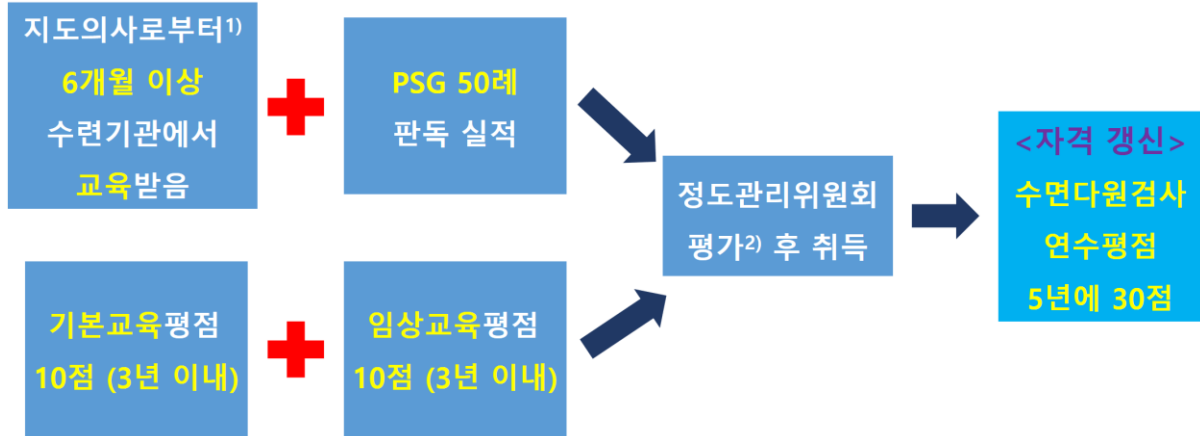 지도의사로부터1)
6개월 이상
수련기관에서
교육받음
PSG 50례
판독 실적
기본교육평점
10점 (3년 이내)
임상교육평점
10점 (3년 이내)
정도관리위원회
평가2) 후 취득
<자격 갱신>
수면다원검사
연수평점
5년에 30점